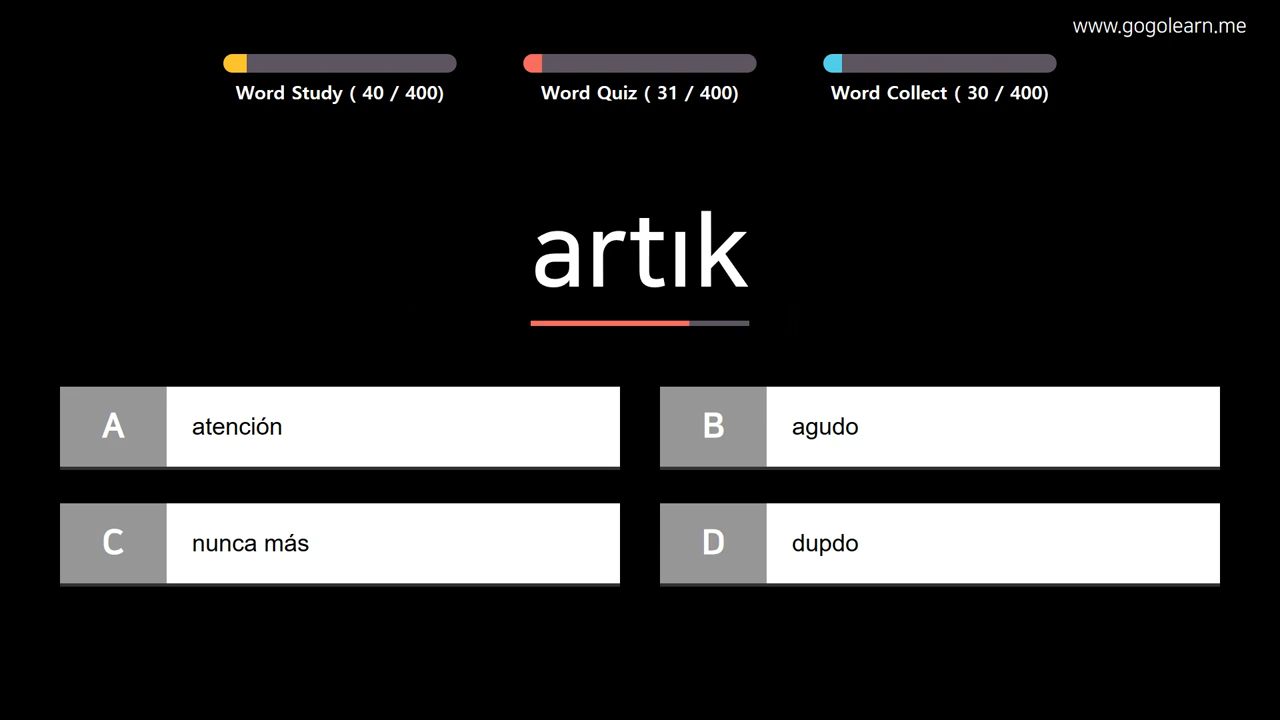 www.gogolearn.me
Word Study ( 40 / 400)
Word Quiz ( 31 / 400)
Word Collect ( 30 / 400)
artık
A atención
B agudo
C nunca más
D dupdo